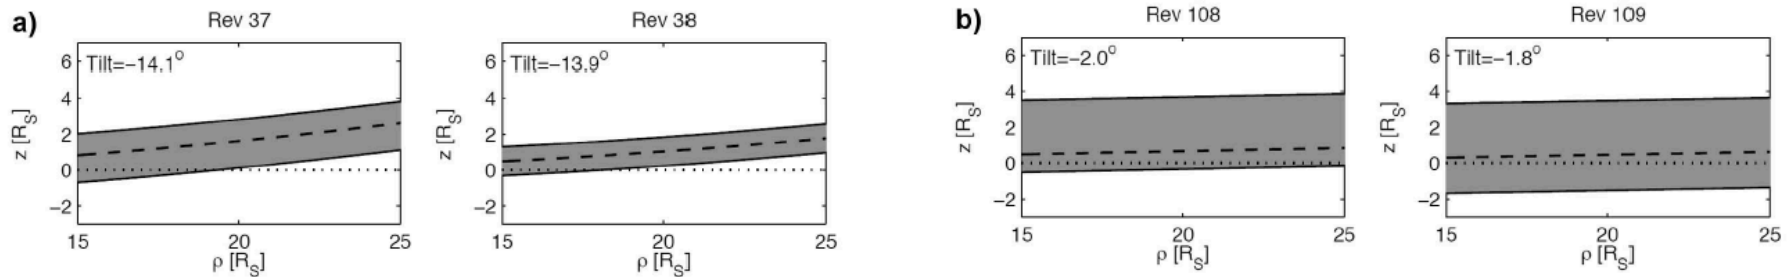 a)
Rev 37
Tilt=−14.1°
6
4
2
0
−2
z [R_S]
15
20
25
ρ [R_S]
Rev 38
Tilt=−13.9°
6
4
2
0
−2
z [R_S]
15
20
25
ρ [R_S]
b)
Rev 108
Tilt=−2.0°
6
4
2
0
−2
z [R_S]
15
20
25
ρ [R_S]
Rev 109
Tilt=−1.8°
6
4
2
0
−2
z [R_S]
15
20
25
ρ [R_S]